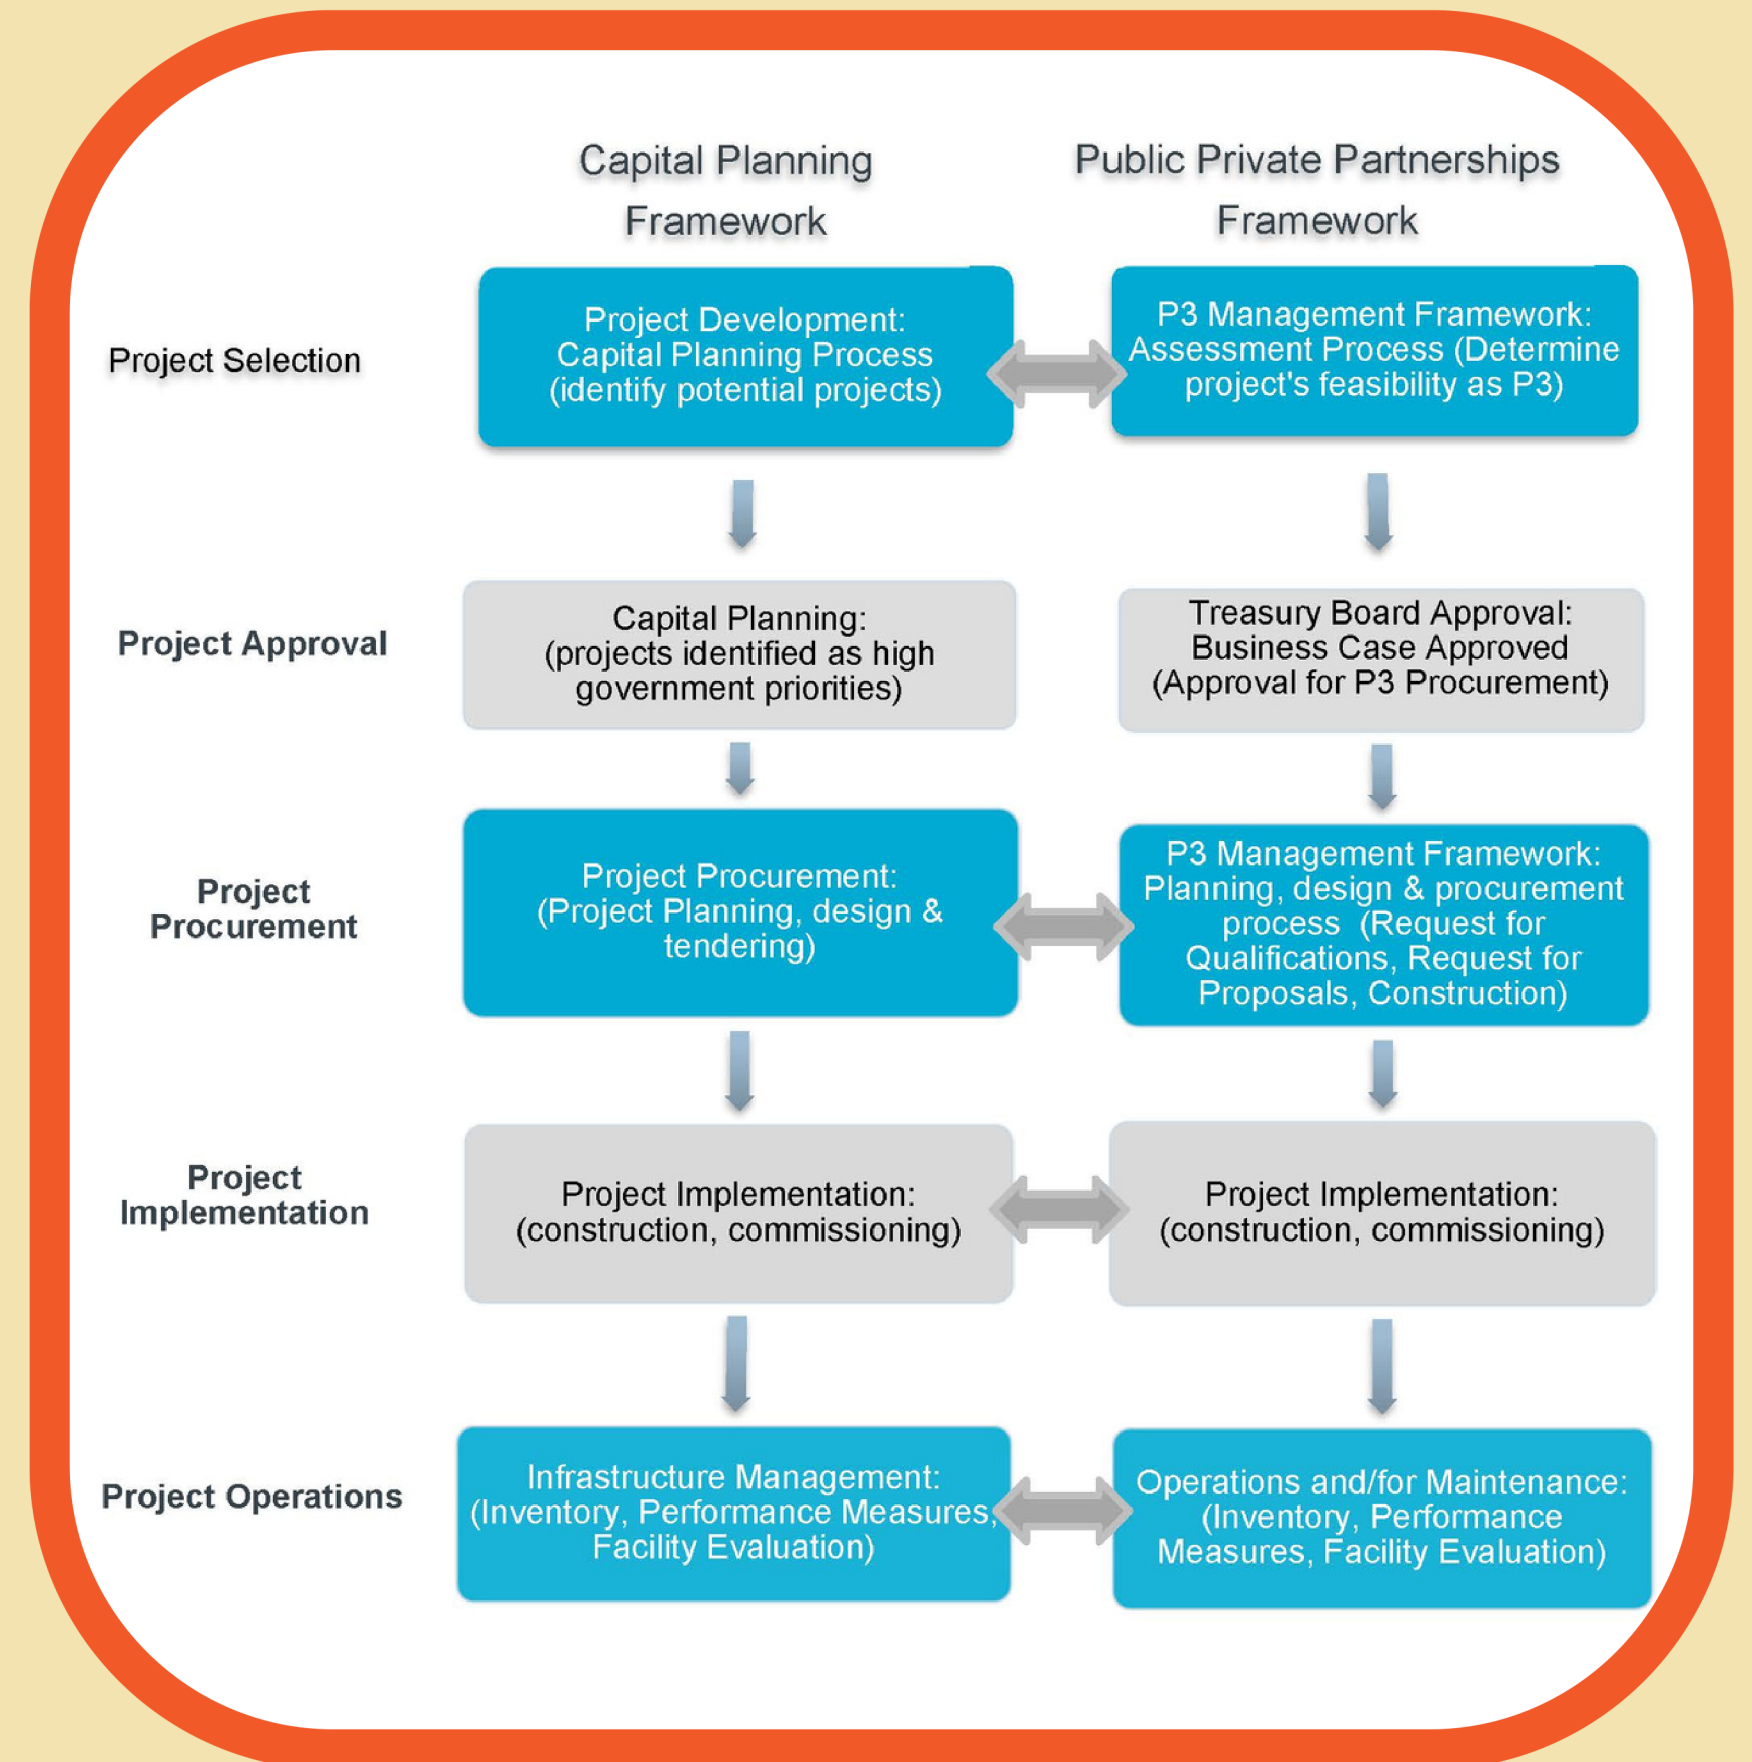 Capital Planning
Framework
Public Private Partnerships
Framework
Project Selection
Project Development:
Capital Planning Process
(identify potential projects)
P3 Management Framework:
Assessment Process (Determine
project's feasibility as P3)
Project Approval
Capital Planning:
(projects identified as high
government priorities)
Treasury Board Approval:
Business Case Approved
(Approval for P3 Procurement)
Project
Procurement
Project Procurement:
(Project Planning, design &
tendering)
P3 Management Framework:
Planning, design & procurement
process (Request for
Qualifications, Request for
Proposals, Construction)
Project
Implementation
Project Implementation:
(construction, commissioning)
Project Implementation:
(construction, commissioning)
Project Operations
Infrastructure Management:
(Inventory, Performance Measures,
Facility Evaluation)
Operations and/for Maintenance:
(Inventory, Performance
Measures, Facility Evaluation)